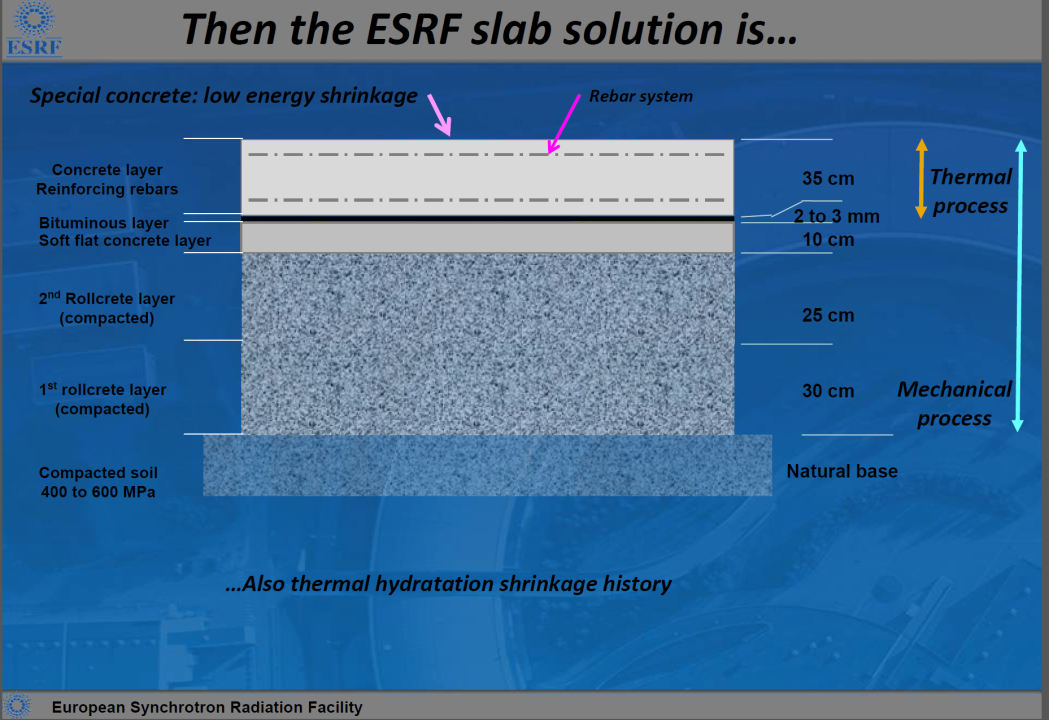 ESRF
Then the ESRF slab solution is...
Special concrete: low energy shrinkage
Rebar system
Concrete layer
Reinforcing rebars
35 cm
Thermal
process
Bituminous layer
2 to 3 mm
Soft flat concrete layer
10 cm
2nd Rollcrete layer
(compacted)
25 cm
1st rollcrete layer
(compacted)
30 cm
Mechanical
process
Compacted soil
400 to 600 MPa
Natural base
...Also thermal hydratation shrinkage history
European Synchrotron Radiation Facility